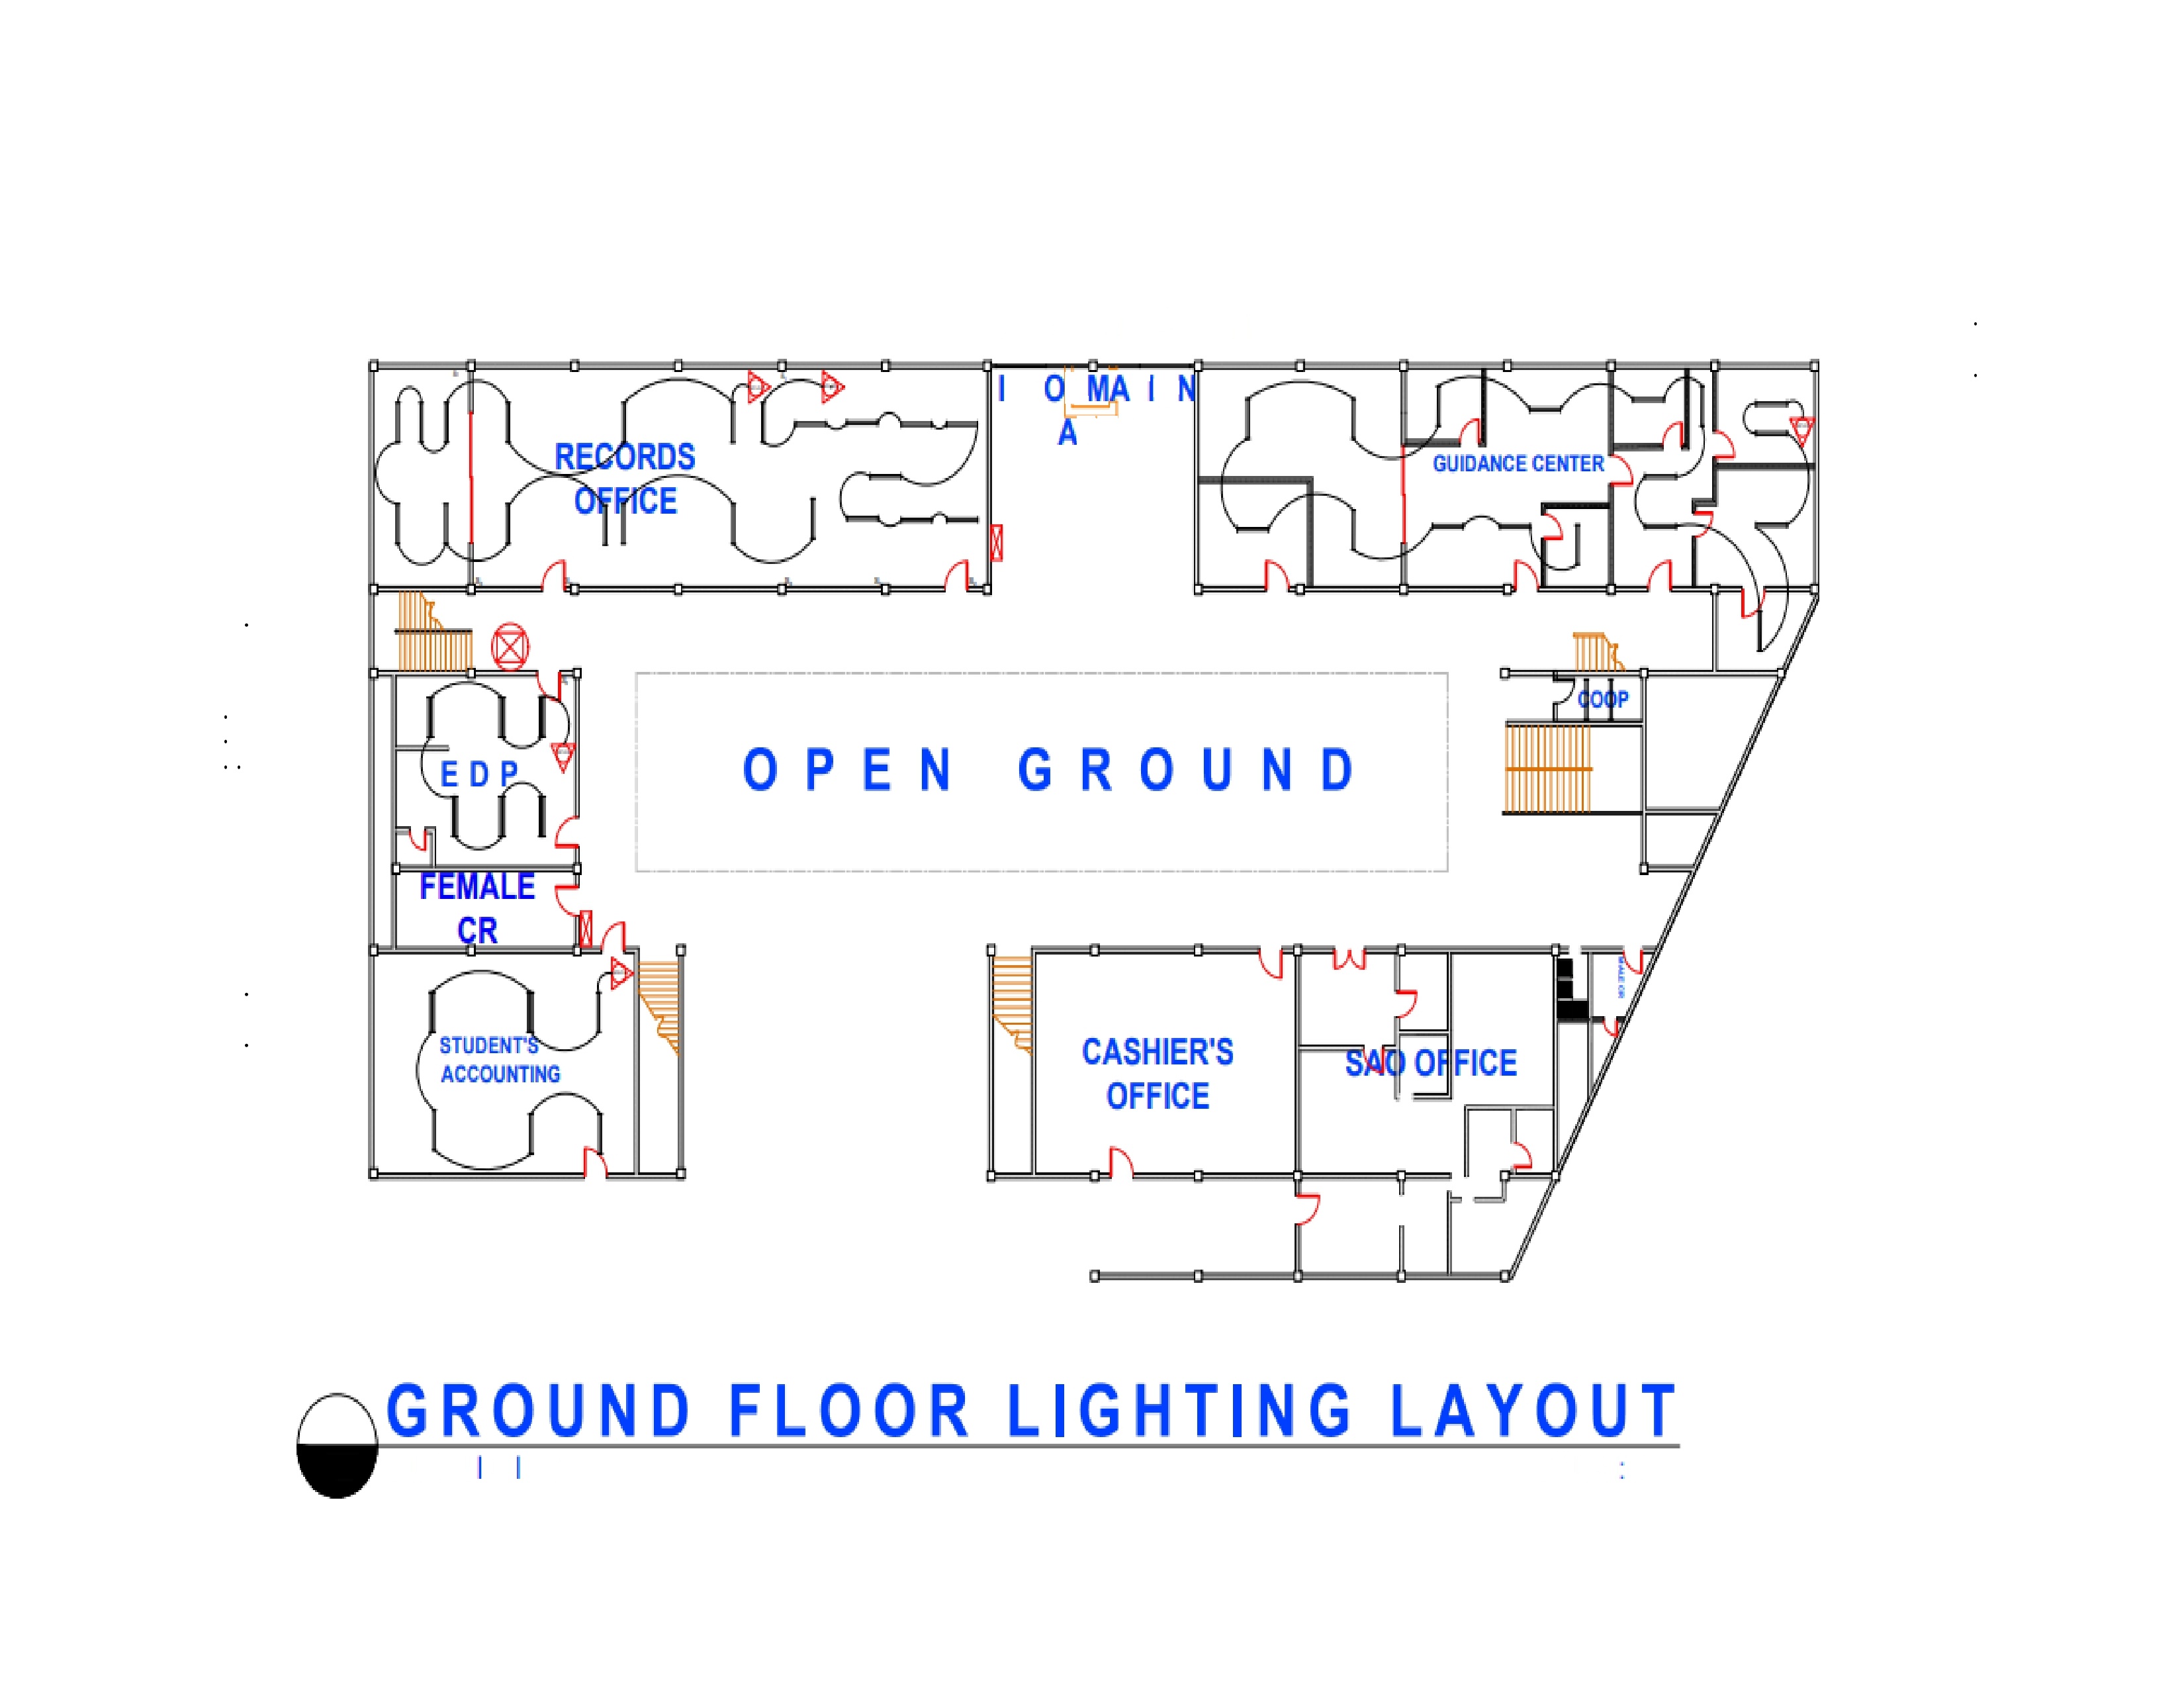 I O MA I N
A
RECORDS
OFFICE
GUIDANCE CENTER
COOP
OPEN GROUND
E D P
FEMALE
CR
STUDENT'S
ACCOUNTING
CASHIER'S
OFFICE
SAO OFFICE
GROUND FLOOR LIGHTING LAYOUT